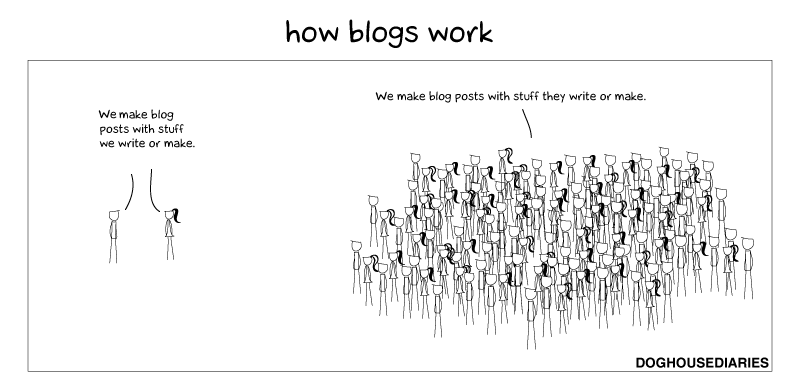 how blogs work
We make blog
posts with stuff
we write or make.
We make blog posts with stuff they write or make.
DOGHOUSEDIARIES